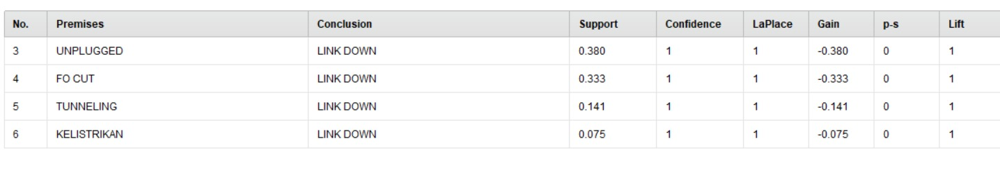 No. Premises Conclusion Support Confidence LaPlace Gain p-s Lift
3 UNPLUGGED LINK DOWN 0.380 1 1 -0.380 0 1
4 FO CUT LINK DOWN 0.333 1 1 -0.333 0 1
5 TUNNELING LINK DOWN 0.141 1 1 -0.141 0 1
6 KELISTRIKAN LINK DOWN 0.075 1 1 -0.075 0 1